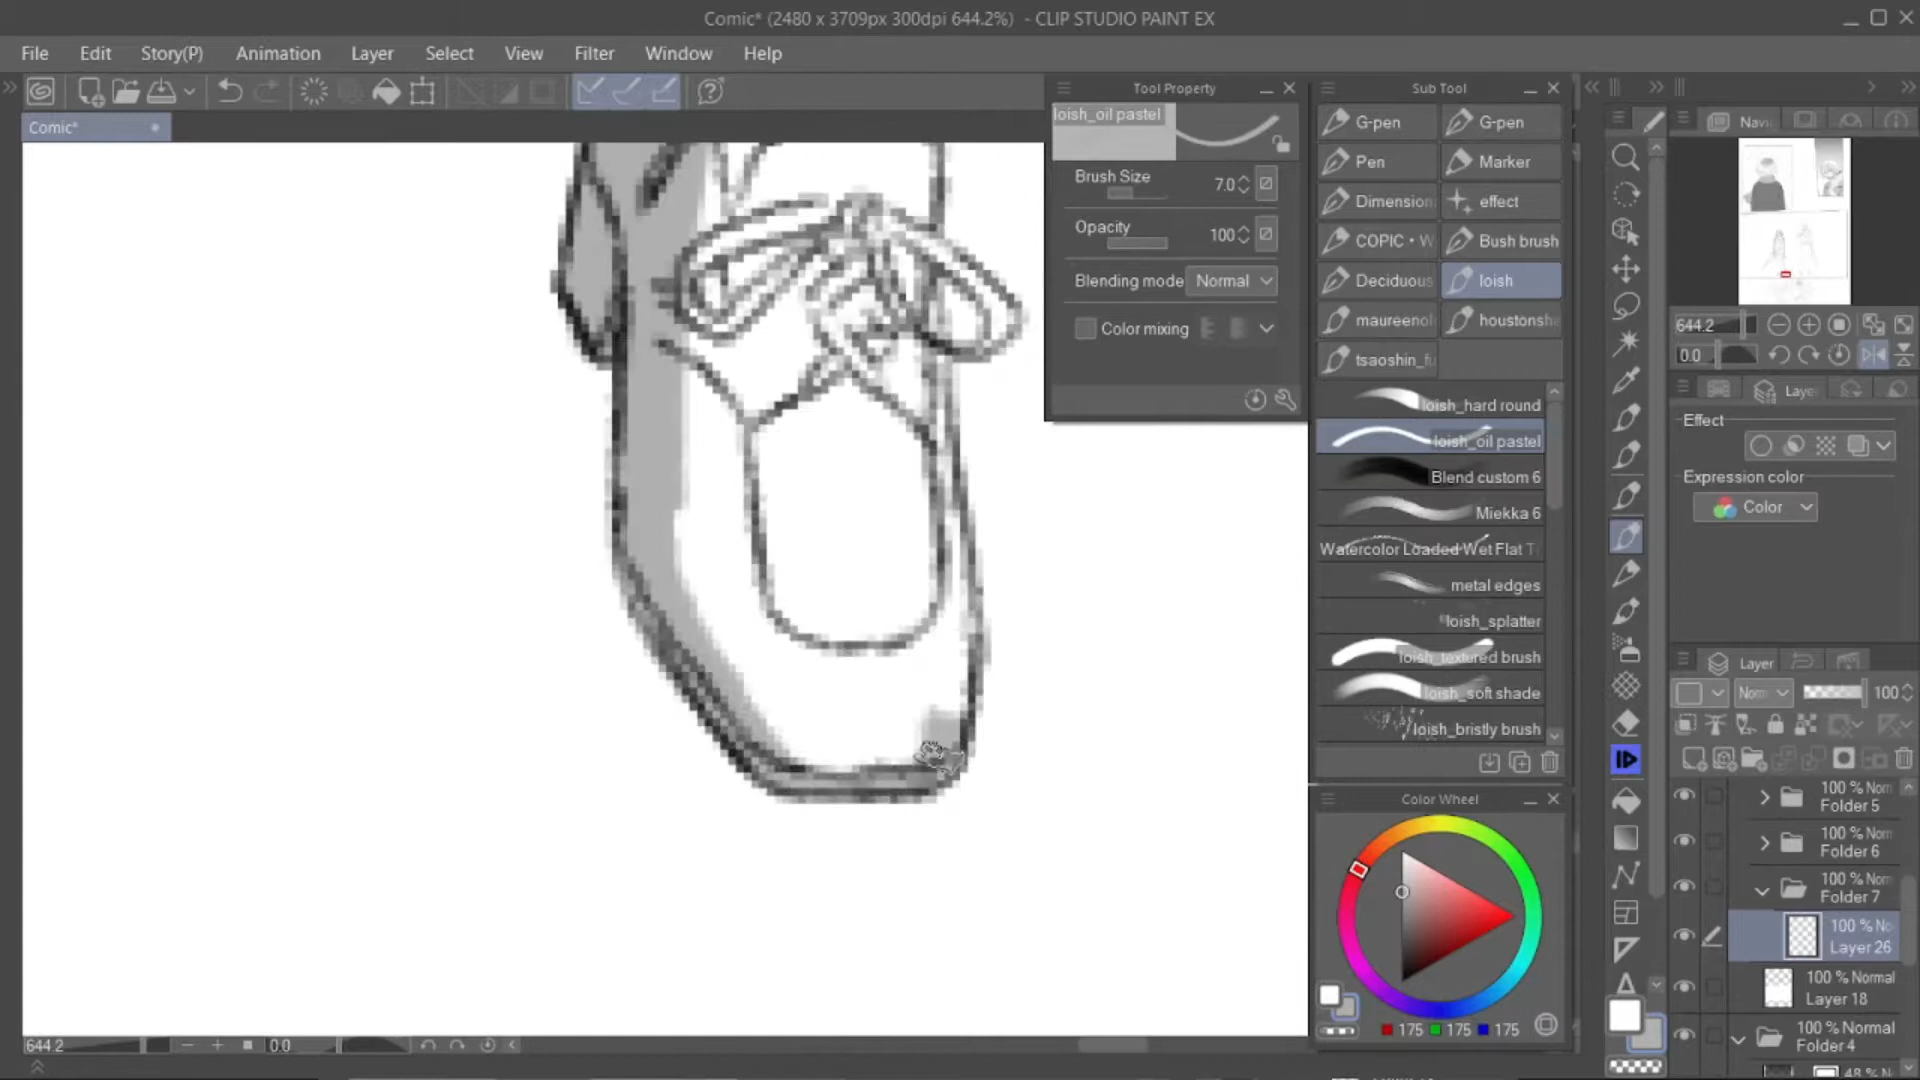 Comic* (2480 x 3709px 300dpi 644.2%) - CLIP STUDIO PAINT EX
File Edit Story(P) Animation Layer Select View Filter Window Help
Comic*
Tool Property
loish_oil pastel
Brush Size 7.0
Opacity 100
Blending mode Normal
Color mixing
Sub Tool
G-pen G-pen
Pen Marker
Dimension effect
COPIC • W Bush brush
Deciduous loish
maureenol houstonsha
tsaoshin_fu
loish_hard round
loish_oil pastel
Blend custom 6
Miekka 6
Watercolor Loaded Wet Flat T
metal edges
loish_splatter
loish_textured brush
loish_soft shade
loish_bristly brush
Color Wheel
175 175 175
Navi
644.2
0.0
Laye
Effect
Expression color
Color
Layer
Norm 100
100 % Norr
Folder 5
100 % Norr
Folder 6
100 % Norr
Folder 7
100 % No
Layer 26
100 % Normal
Layer 18
100 % Normal
Folder 4
48 % Ne
644.2 0.0